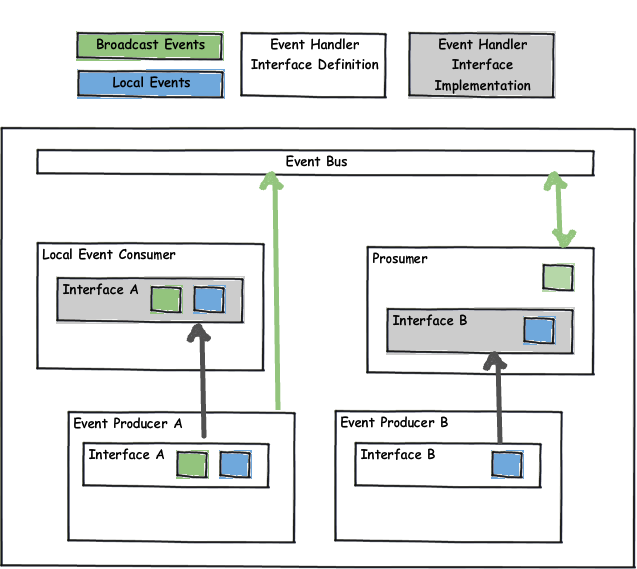 Broadcast Events
Local Events
Event Handler
Interface Definition
Event Handler
Interface
Implementation
Event Bus
Local Event Consumer
Interface A
Prosumer
Interface B
Event Producer A
Interface A
Event Producer B
Interface B